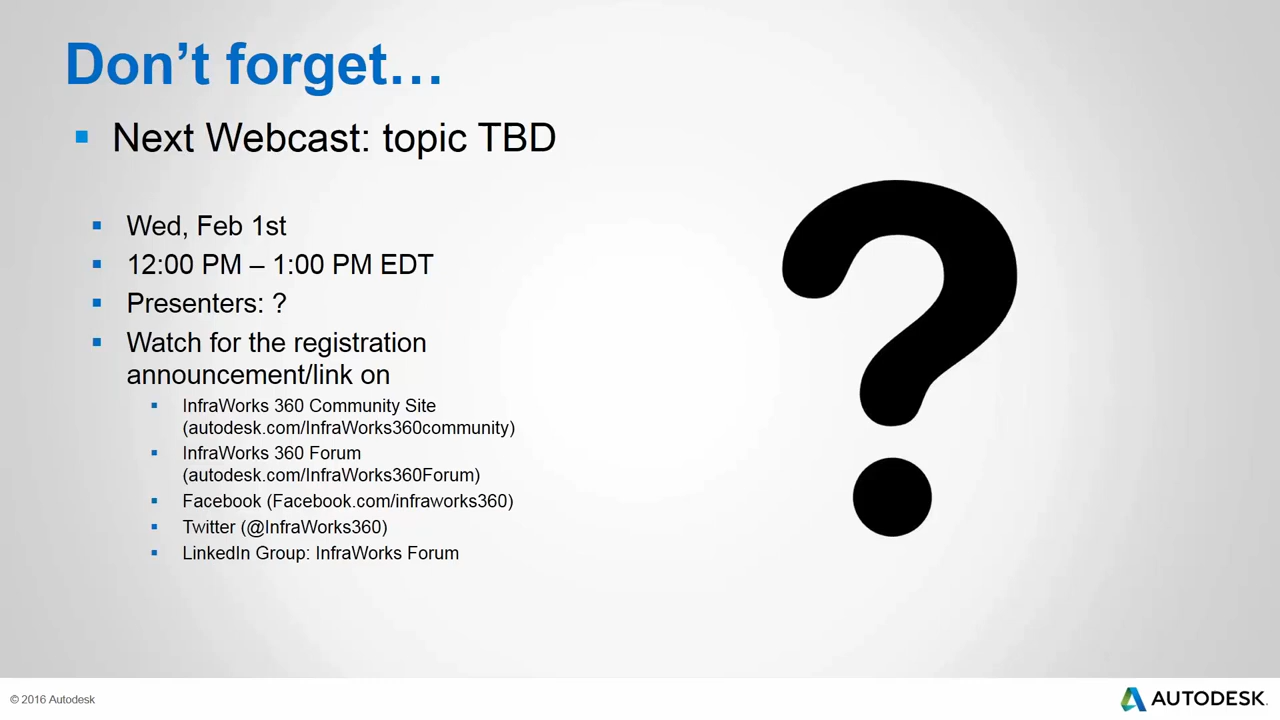 Don’t forget…
▪ Next Webcast: topic TBD
▪ Wed, Feb 1st
▪ 12:00 PM – 1:00 PM EDT
▪ Presenters: ?
▪ Watch for the registration
announcement/link on
▪ InfraWorks 360 Community Site
(autodesk.com/InfraWorks360community)
▪ InfraWorks 360 Forum
(autodesk.com/InfraWorks360Forum)
▪ Facebook (Facebook.com/infraworks360)
▪ Twitter (@InfraWorks360)
▪ LinkedIn Group: InfraWorks Forum
?
© 2016 Autodesk
AUTODESK.